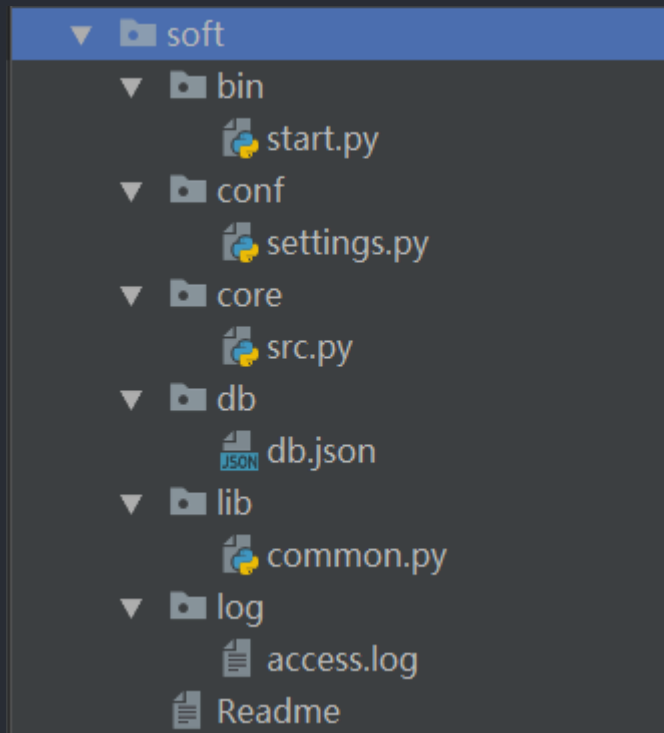 soft
bin
start.py
conf
settings.py
core
src.py
db
JSON db.json
lib
common.py
log
access.log
Readme